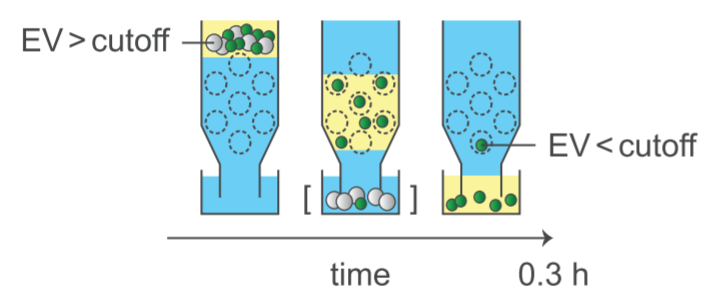 EV > cutoff
EV < cutoff
[ ]
time
0.3 h